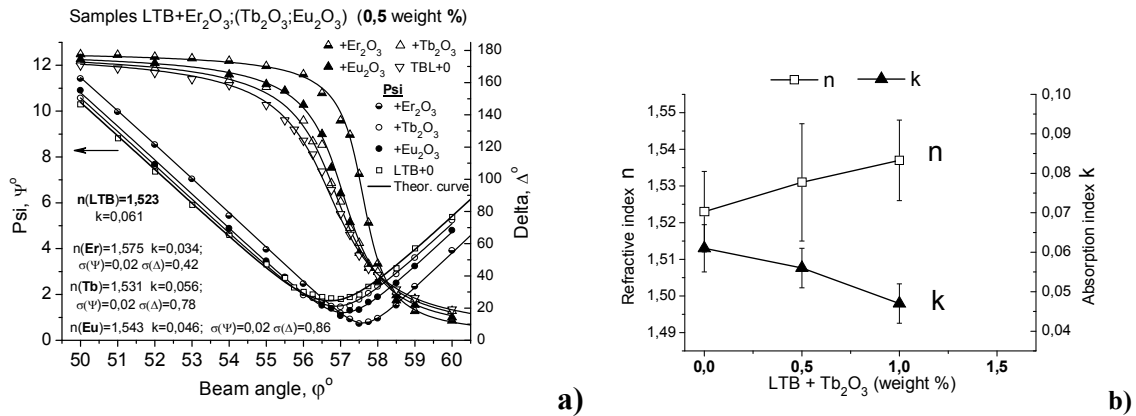 Samples LTB+Er₂O₃;(Tb₂O₃;Eu₂O₃) (0,5 weight %)
+Er₂O₃ +Tb₂O₃
+Eu₂O₃ TBL+0
Psi
+Er₂O₃
+Tb₂O₃
+Eu₂O₃
LTB+0
Theor. curve
n(LTB)=1,523
k=0,061
n(Er)=1,575 k=0,034;
σ(Ψ)=0,02 σ(Δ)=0,42
n(Tb)=1,531 k=0,056;
σ(Ψ)=0,02 σ(Δ)=0,78
n(Eu)=1,543 k=0,046; σ(Ψ)=0,02 σ(Δ)=0,86
Psi, Ψ°
12
10
8
6
4
2
0
Delta, Δ°
180
160
140
120
100
80
60
40
20
0
50 51 52 53 54 55 56 57 58 59 60
Beam angle, φ°
a)
n k
Refractive index n
1,55
1,54
1,53
1,52
1,51
1,50
1,49
Absorption index k
0,10
0,09
0,08
0,07
0,06
0,05
0,04
n
k
0,0 0,5 1,0 1,5
LTB + Tb₂O₃ (weight %)
b)